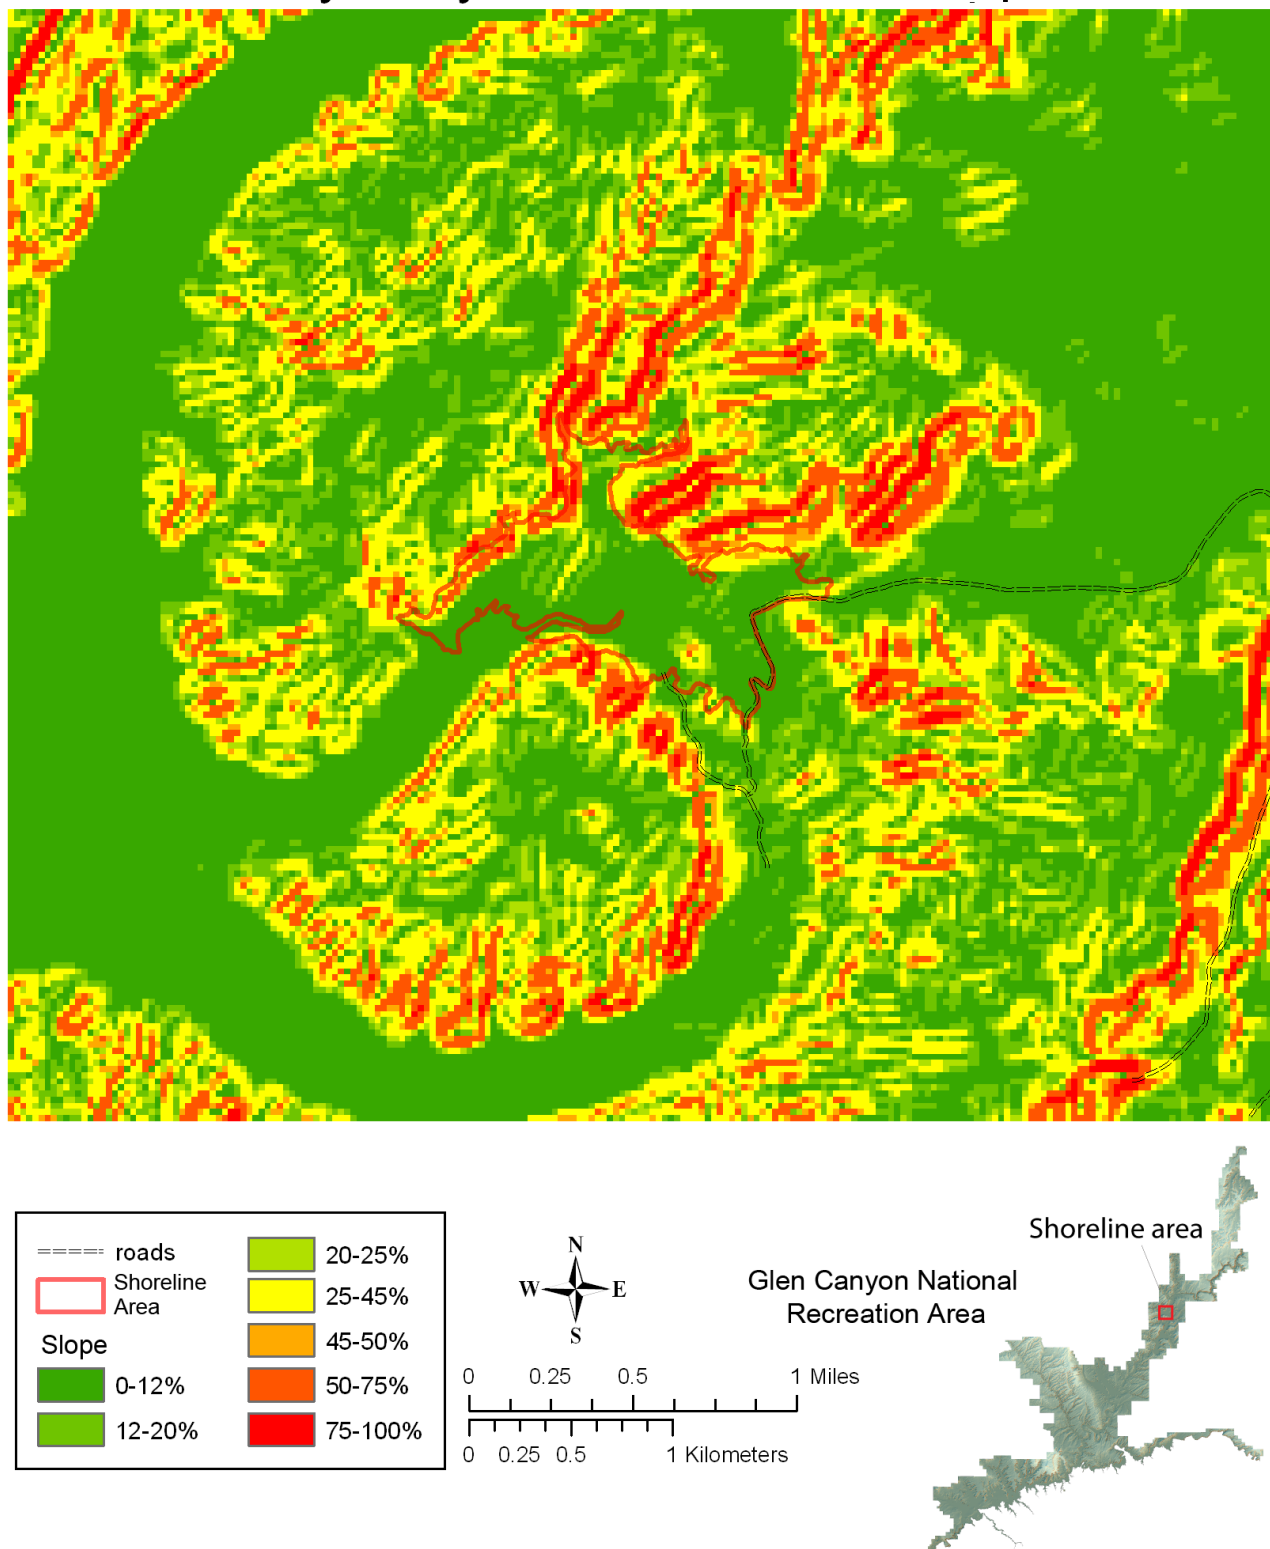 roads
Shoreline
Area
Slope
0-12%
12-20%
20-25%
25-45%
45-50%
50-75%
75-100%
N
W
E
S
0 0.25 0.5 1 Miles
0 0.25 0.5 1 Kilometers
Glen Canyon National
Recreation Area
Shoreline area